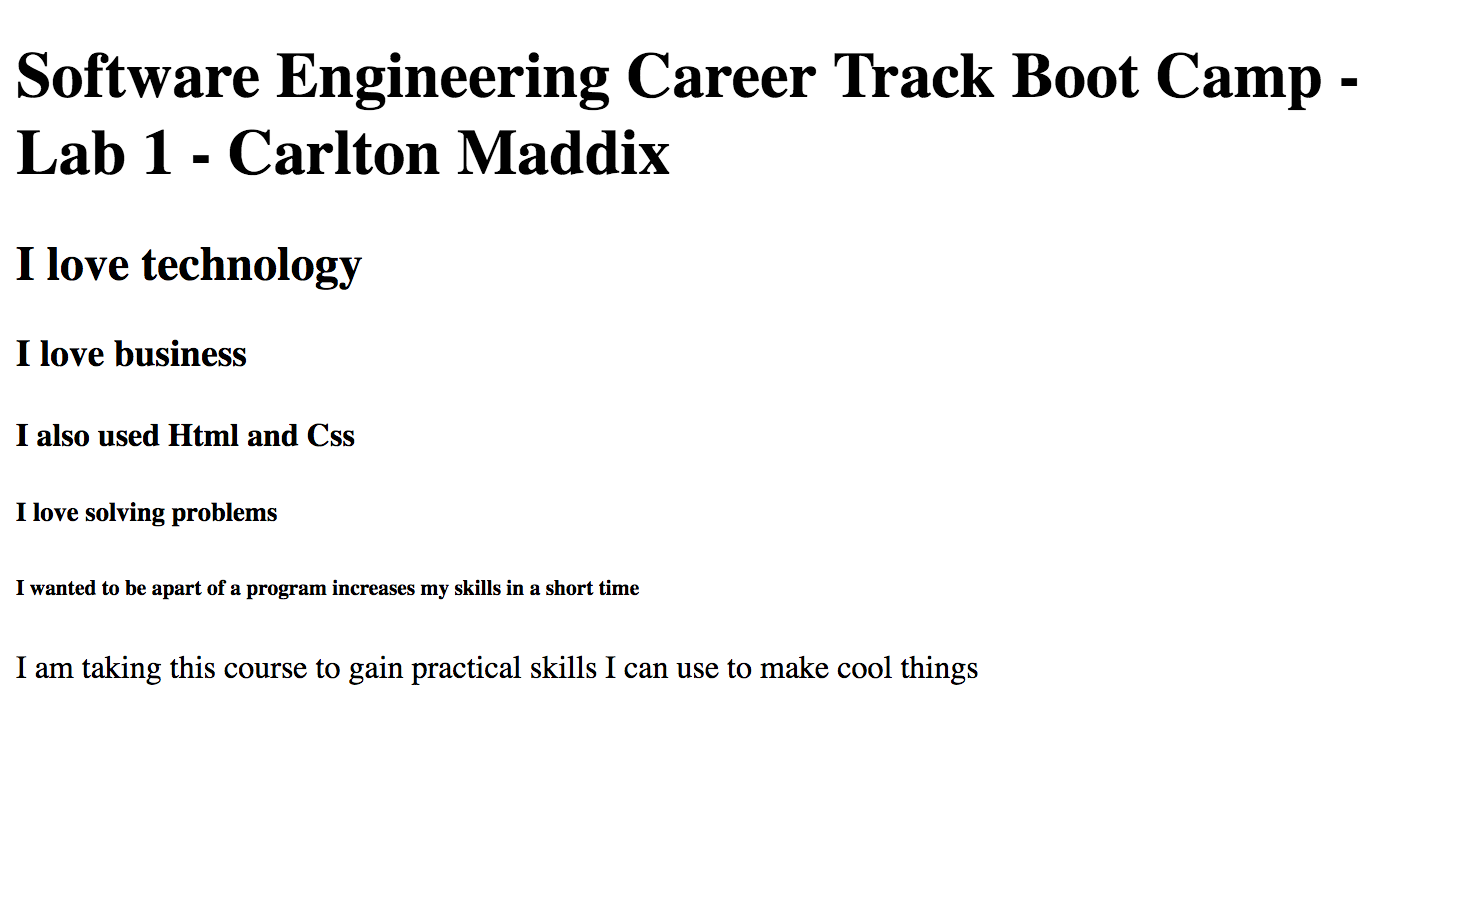 Software Engineering Career Track Boot Camp -
Lab 1 - Carlton Maddix
I love technology
I love business
I also used Html and Css
I love solving problems
I wanted to be apart of a program increases my skills in a short time
I am taking this course to gain practical skills I can use to make cool things